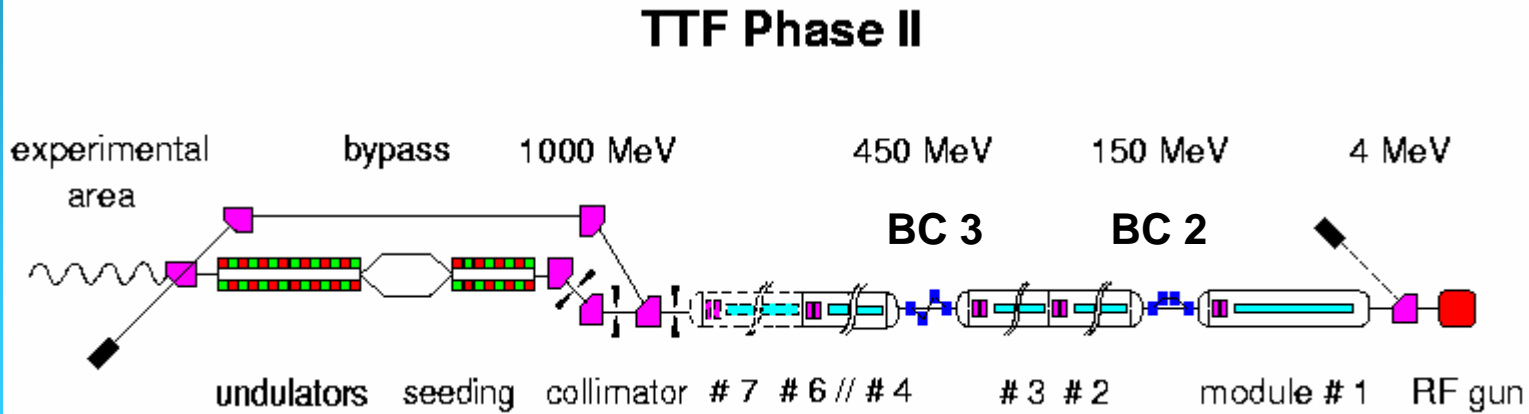 TTF Phase II
experimental bypass 1000 MeV 450 MeV 150 MeV 4 MeV
area
BC 3 BC 2
undulators seeding collimator # 7 # 6 // # 4 # 3 # 2 module # 1 RF gun